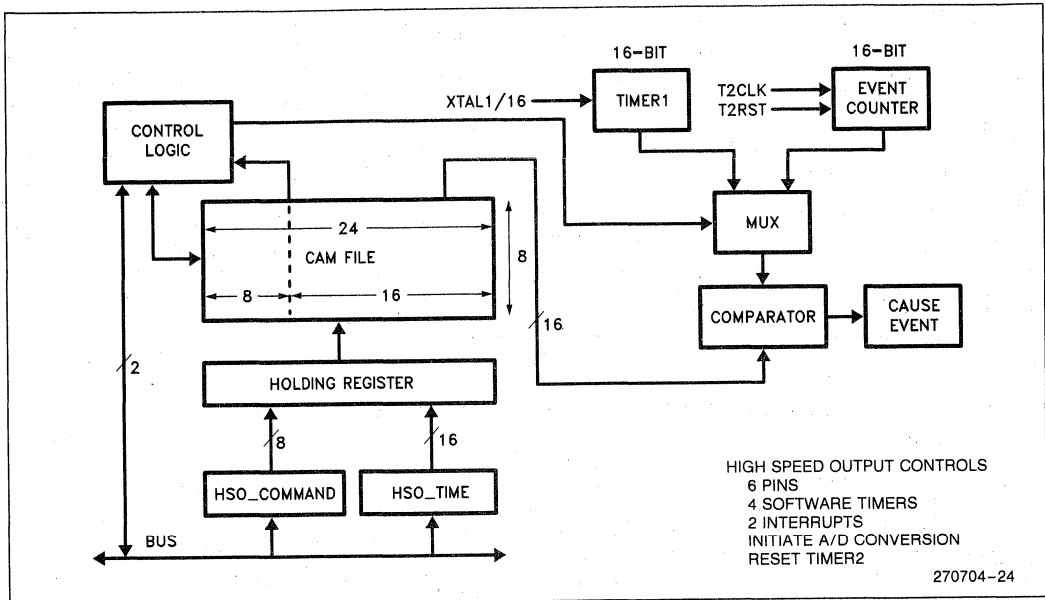 16-BIT
16-BIT
XTAL1/16
TIMER1
T2CLK
T2RST
EVENT
COUNTER
CONTROL
LOGIC
MUX
24
CAM FILE
8
8
16
COMPARATOR
CAUSE
EVENT
16
2
HOLDING REGISTER
8
16
HSO_COMMAND
HSO_TIME
BUS
HIGH SPEED OUTPUT CONTROLS
6 PINS
4 SOFTWARE TIMERS
2 INTERRUPTS
INITIATE A/D CONVERSION
RESET TIMER2
270704-24